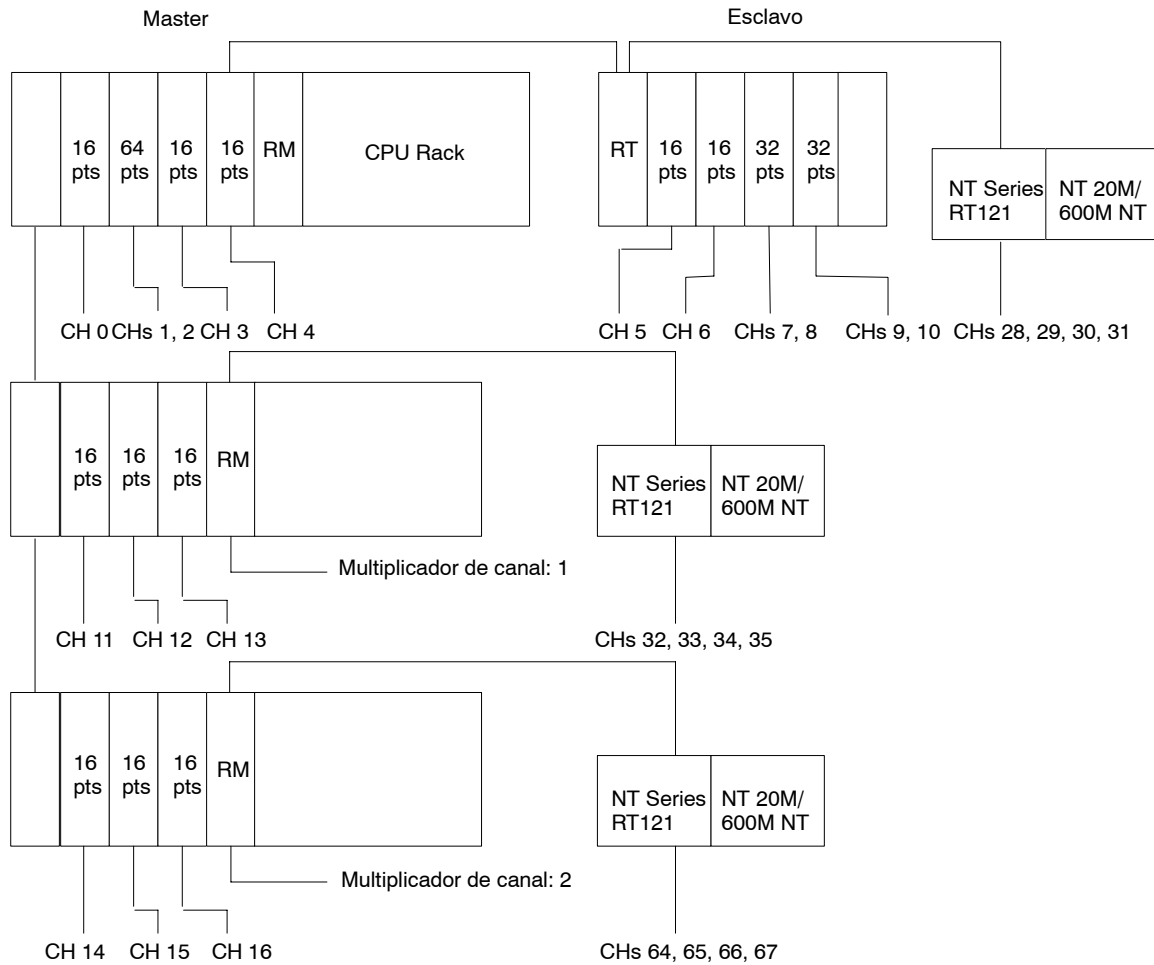 Master
Esclavo
16 pts
64 pts
16 pts
16 pts
RM
CPU Rack
RT
16 pts
16 pts
32 pts
32 pts
NT Series RT121
NT 20M/ 600M NT
CH 0
CHs 1, 2
CH 3
CH 4
CH 5
CH 6
CHs 7, 8
CHs 9, 10
CHs 28, 29, 30, 31
16 pts
16 pts
16 pts
RM
NT Series RT121
NT 20M/ 600M NT
Multiplicador de canal: 1
CH 11
CH 12
CH 13
CHs 32, 33, 34, 35
16 pts
16 pts
16 pts
RM
NT Series RT121
NT 20M/ 600M NT
Multiplicador de canal: 2
CH 14
CH 15
CH 16
CHs 64, 65, 66, 67